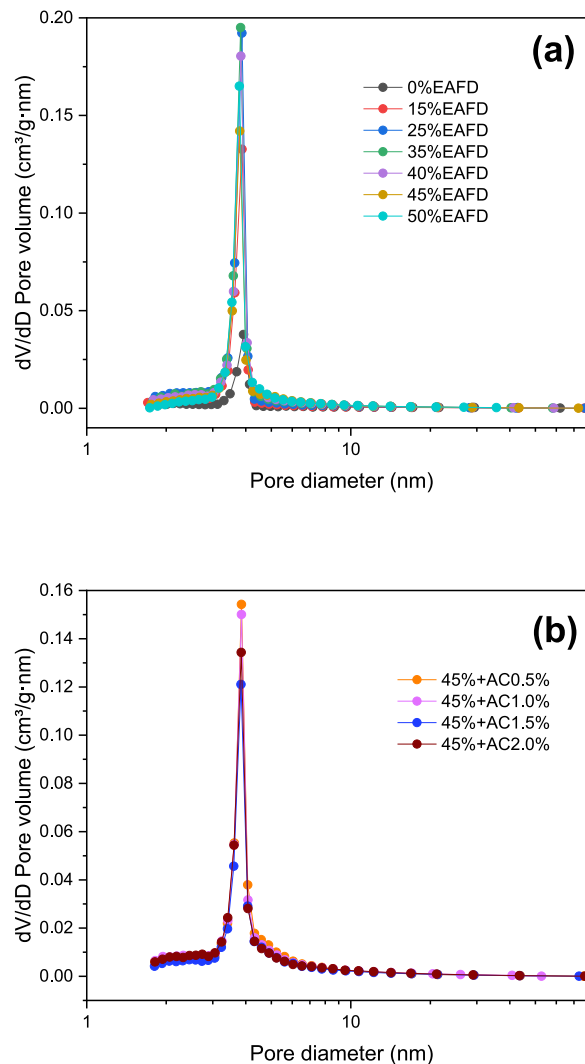 (a)
0.20
0.15
0.10
0.05
0.00
dV/dD Pore volume (cm³/g·nm)
0%EAFD
15%EAFD
25%EAFD
35%EAFD
40%EAFD
45%EAFD
50%EAFD
1
10
Pore diameter (nm)
(b)
0.16
0.14
0.12
0.10
0.08
0.06
0.04
0.02
0.00
dV/dD Pore volume (cm³/g·nm)
45%+AC0.5%
45%+AC1.0%
45%+AC1.5%
45%+AC2.0%
1
10
Pore diameter (nm)